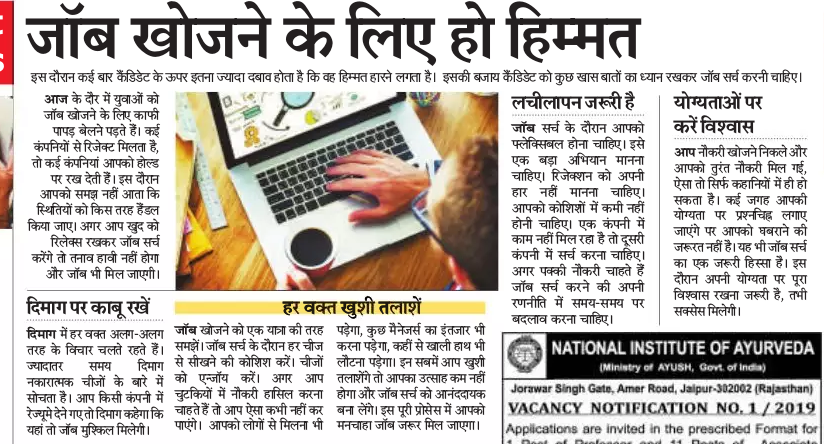 जॉब खोजने के लिए हो हिम्मत
इस दौरान कई बार कैंडिडेट के ऊपर इतना ज्यादा दबाव होता है कि वह हिम्मत हारने लगता है। इसकी बजाय कैंडिडेट को कुछ खास बातों का ध्यान रखकर जॉब सर्च करनी चाहिए।
आज के दौर में युवाओं को
जॉब खोजने के लिए काफी
पापड़ बेलने पड़ते हैं। कई
कंपनियों से रिजेक्ट मिलता है,
तो कई कंपनियां आपको होल्ड
पर रख देती हैं। इस दौरान
आपको समझ नहीं आता कि
स्थितियों को किस तरह हैंडल
किया जाए। अगर आप खुद को
रिलेक्स रखकर जॉब सर्च
करेंगे तो तनाव हावी नहीं होगा
और जॉब भी मिल जाएगी।
दिमाग पर काबू रखें
दिमाग में हर वक्त अलग-अलग
तरह के विचार चलते रहते हैं।
ज्यादातर समय दिमाग
नकारात्मक चीजों के बारे में
सोचता है। आप किसी कंपनी में
रेज्यूमे देने गए तो दिमाग कहेगा कि
यहां तो जॉब मुश्किल मिलेगी।
हर वक्त खुशी तलाशें
जॉब खोजने को एक यात्रा की तरह
समझें। जॉब सर्च के दौरान हर चीज
से सीखने की कोशिश करें। चीजों
को एन्जॉय करें। अगर आप
चुटकियों में नौकरी हासिल करना
चाहते हैं तो आप ऐसा कभी नहीं कर
पाएंगे। आपको लोगों से मिलना भी
पड़ेगा, कुछ मैनेजर्स का इंतजार भी
करना पड़ेगा, कहीं से खाली हाथ भी
लौटना पड़ेगा। इन सबमें आप खुशी
तलाशेंगे तो आपका उत्साह कम नहीं
होगा और जॉब सर्च को आनंददायक
बना लेंगे। इस पूरी प्रोसेस में आपको
मनचाहा जॉब जरूर मिल जाएगा।
लचीलापन जरूरी है
जॉब सर्च के दौरान आपको
फ्लेक्सिबल होना चाहिए। इसे
एक बड़ा अभियान मानना
चाहिए। रिजेक्शन को अपनी
हार नहीं मानना चाहिए।
आपको कोशिशों में कमी नहीं
होनी चाहिए। एक कंपनी में
काम नहीं मिल रहा है तो दूसरी
कंपनी में सर्च करना चाहिए।
अगर पक्की नौकरी चाहते हैं
जॉब सर्च करने की अपनी
रणनीति में समय-समय पर
बदलाव करना चाहिए।
योग्यताओं पर
करें विश्वास
आप नौकरी खोजने निकले और
आपको तुरंत नौकरी मिल गई,
ऐसा तो सिर्फ कहानियों में ही हो
सकता है। कई जगह आपकी
योग्यता पर प्रश्नचिह्न लगाए
जाएंगे पर आपको घबराने की
जरूरत नहीं है। यह भी जॉब सर्च
का एक जरूरी हिस्सा है। इस
दौरान अपनी योग्यता पर पूरा
विश्वास रखना जरूरी है, तभी
सक्सेस मिलेगी।
NATIONAL INSTITUTE OF AYURVEDA
(Ministry of AYUSH, Govt. of India)
Jorawar Singh Gate, Amer Road, Jaipur-302002 (Rajasthan)
VACANCY NOTIFICATION NO. 1 / 2019
Applications are invited in the prescribed Format for
1 Post of Professor and 11 Posts of Associate